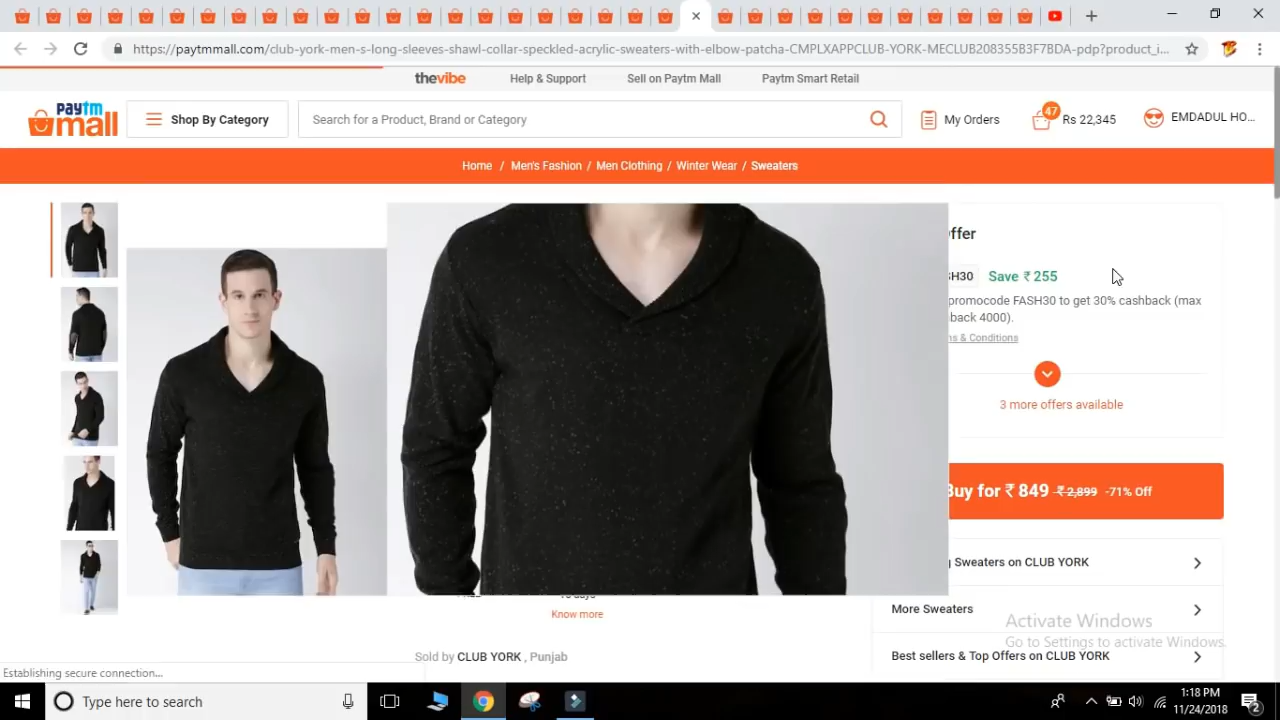 https://paytmmall.com/club-york-men-s-long-sleeves-shawl-collar-speckled-acrylic-sweaters-with-elbow-patcha-CMPLXAPPCLUB-YORK-MECLUB208355B3F7BDA-pdp?product_i...
thevibe Help & Support Sell on Paytm Mall Paytm Smart Retail
paytm mall
Shop By Category
Search for a Product, Brand or Category
My Orders
47
Rs 22,345
EMDADUL HO...
Home / Men's Fashion / Men Clothing / Winter Wear / Sweaters
ffer
H30 Save ₹ 255
promocode FASH30 to get 30% cashback (max
back 4000).
s & Conditions
3 more offers available
Buy for ₹ 849 ₹ 2,899 -71% Off
Sweaters on CLUB YORK
More Sweaters
Best sellers & Top Offers on CLUB YORK
Know more
Sold by CLUB YORK , Punjab
Activate Windows
Go to Settings to activate Windows.
Establishing secure connection...
Type here to search
1:18 PM
11/24/2018
2